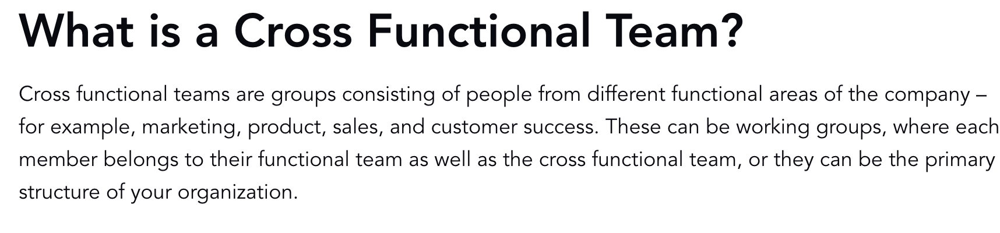 What is a Cross Functional Team?
Cross functional teams are groups consisting of people from different functional areas of the company –
for example, marketing, product, sales, and customer success. These can be working groups, where each
member belongs to their functional team as well as the cross functional team, or they can be the primary
structure of your organization.